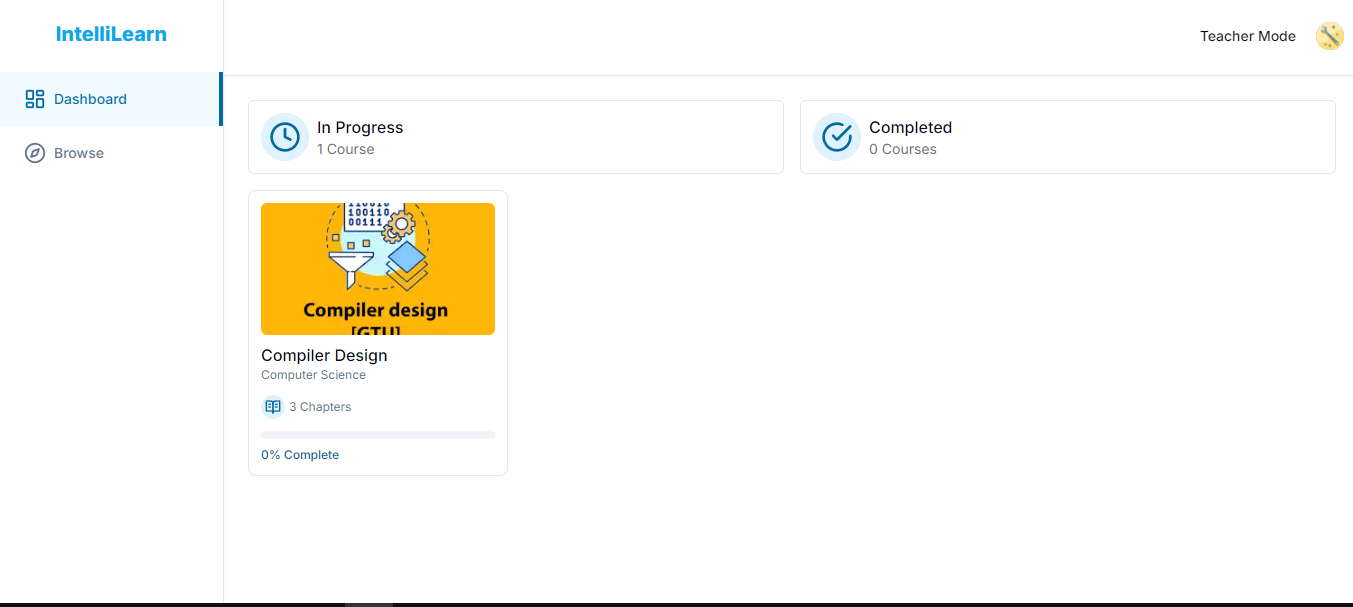 IntelliLearn
Teacher Mode
Dashboard
Browse
In Progress
1 Course
Completed
0 Courses
110010
100110
00111
Compiler design
[GTU]
Compiler Design
Computer Science
3 Chapters
0% Complete